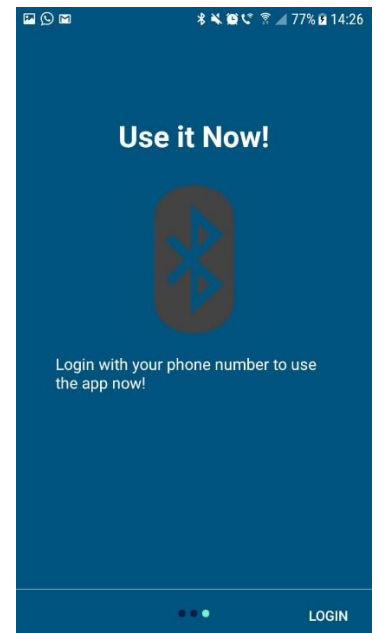 77% 14:26
Use it Now!
Login with your phone number to use
the app now!
LOGIN